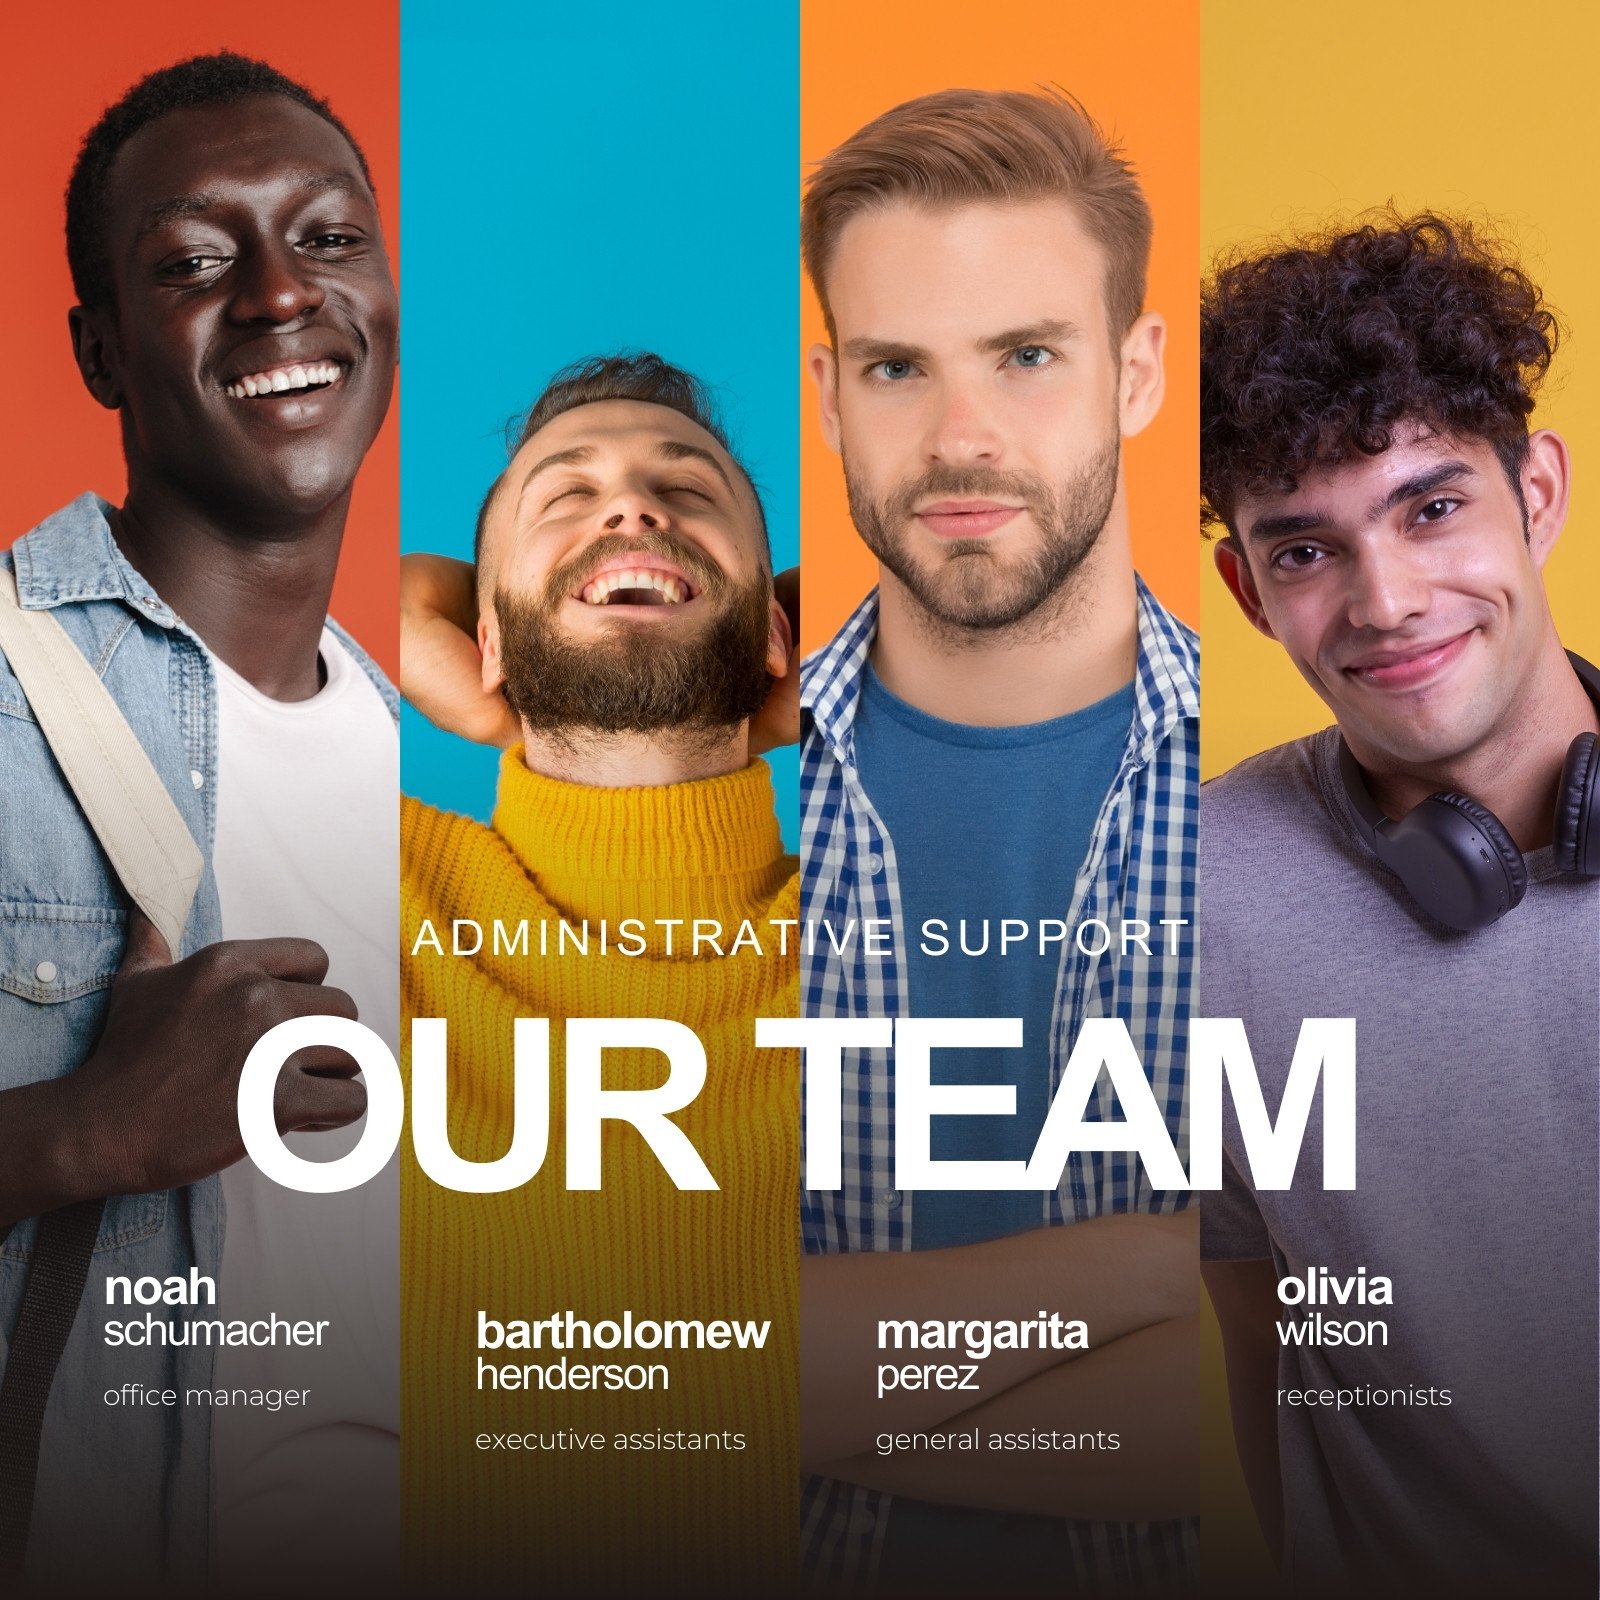 ADMINISTRATIVE SUPPORT
OUR TEAM
noah
schumacher
office manager
bartholomew
henderson
executive assistants
margarita
perez
general assistants
olivia
wilson
receptionists